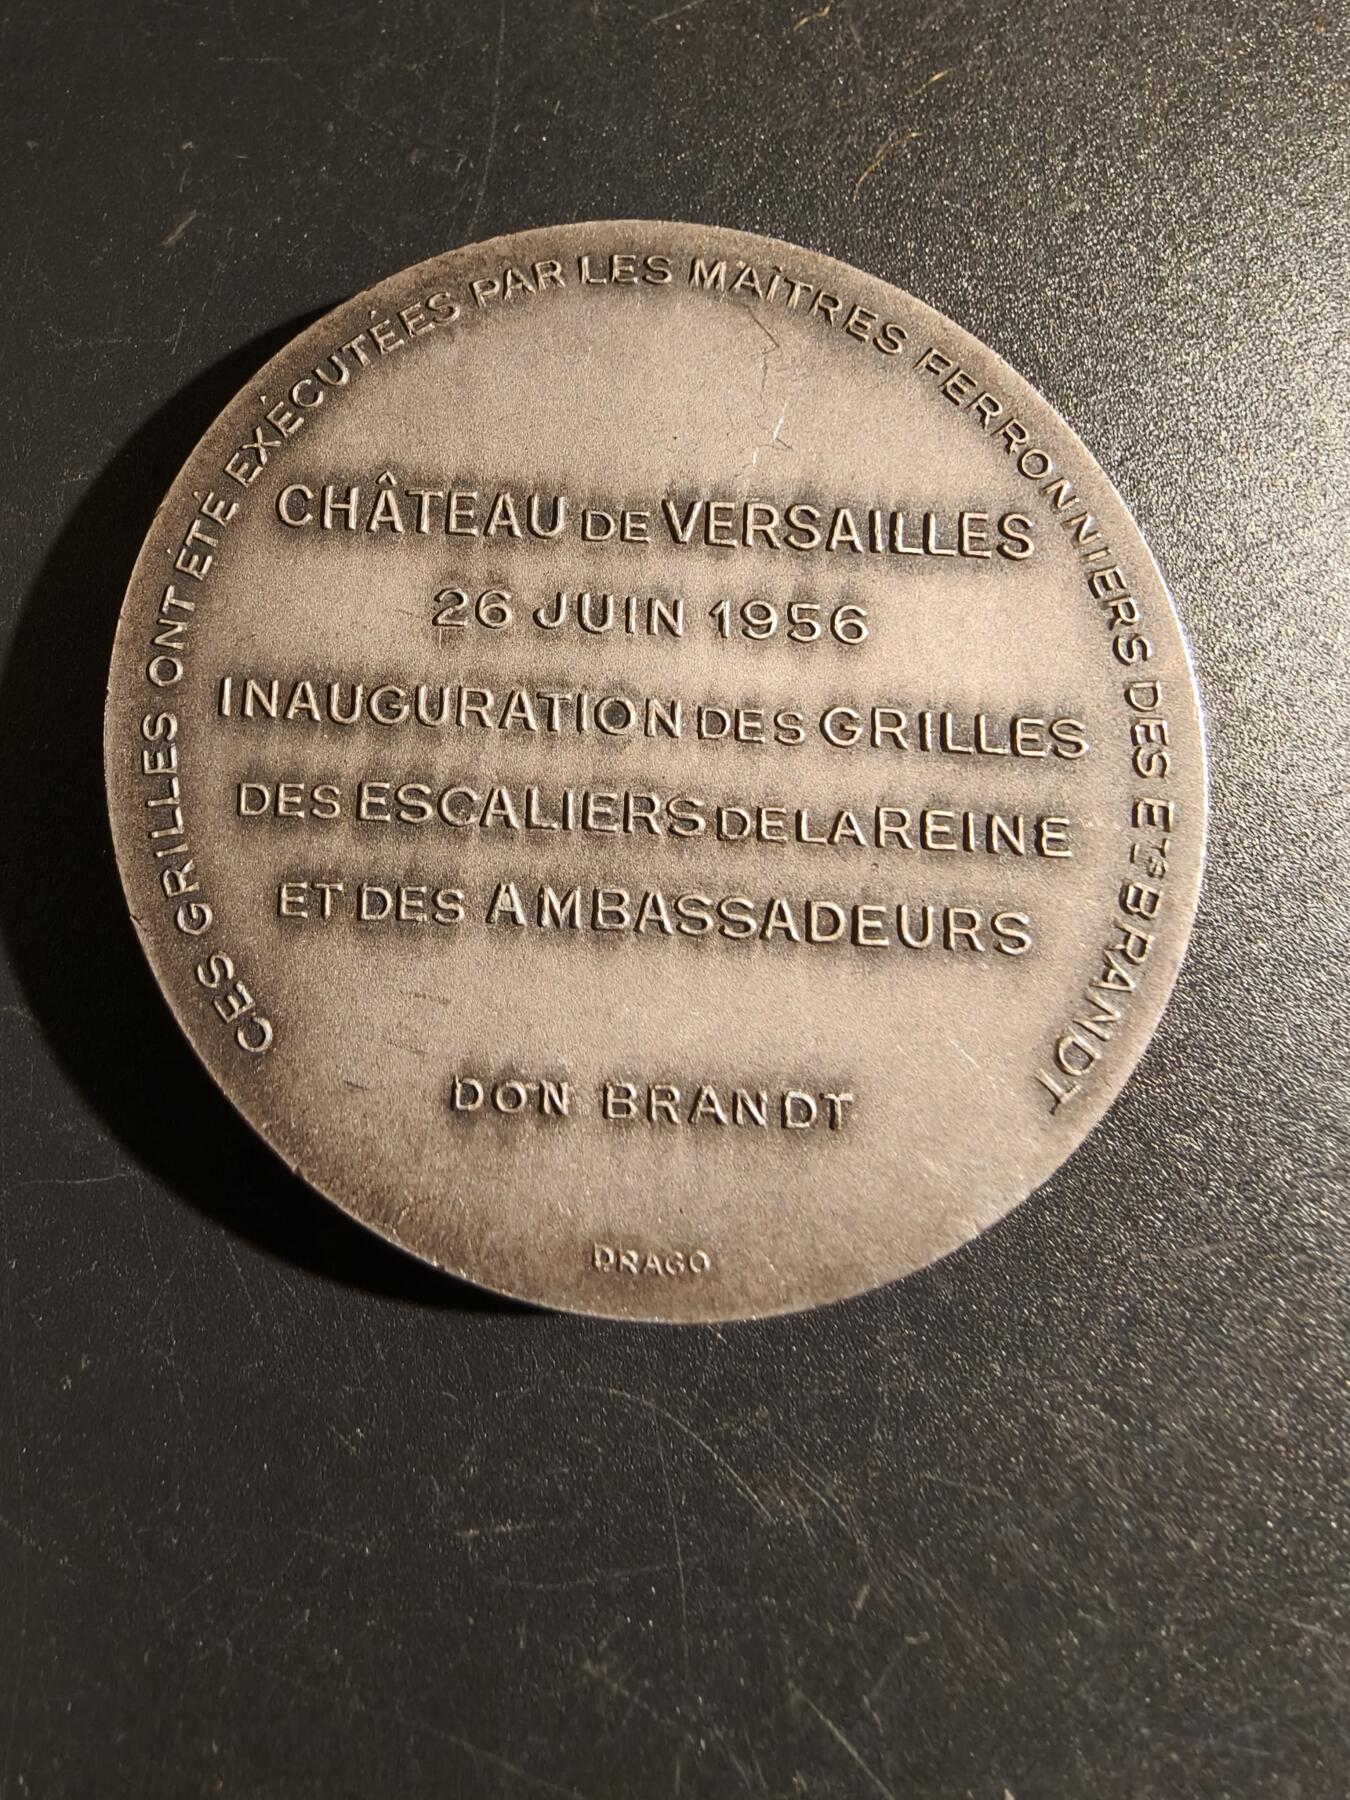 CES GRILLES ONT ÉTÉ EXÉCUTÉES PAR LES MAÎTRES FERRONNIERS DES ETS BRANDT
CHÂTEAU DE VERSAILLES
26 JUIN 1956
INAUGURATION DES GRILLES
DES ESCALIERS DE LA REINE
ET DES AMBASSADEURS
DON BRANDT
DRAGO